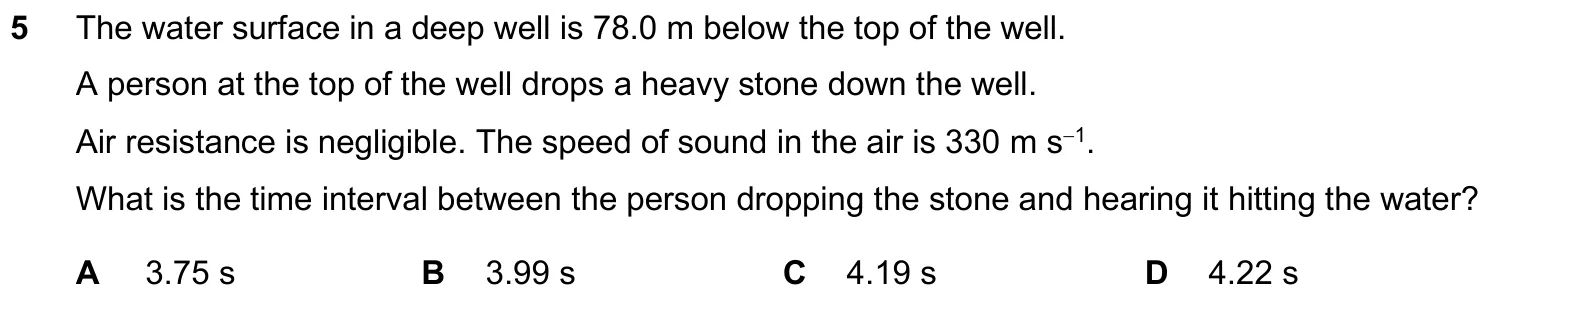 5 The water surface in a deep well is 78.0 m below the top of the well.
A person at the top of the well drops a heavy stone down the well.
Air resistance is negligible. The speed of sound in the air is 330 m s⁻¹.
What is the time interval between the person dropping the stone and hearing it hitting the water?
A 3.75 s B 3.99 s C 4.19 s D 4.22 s